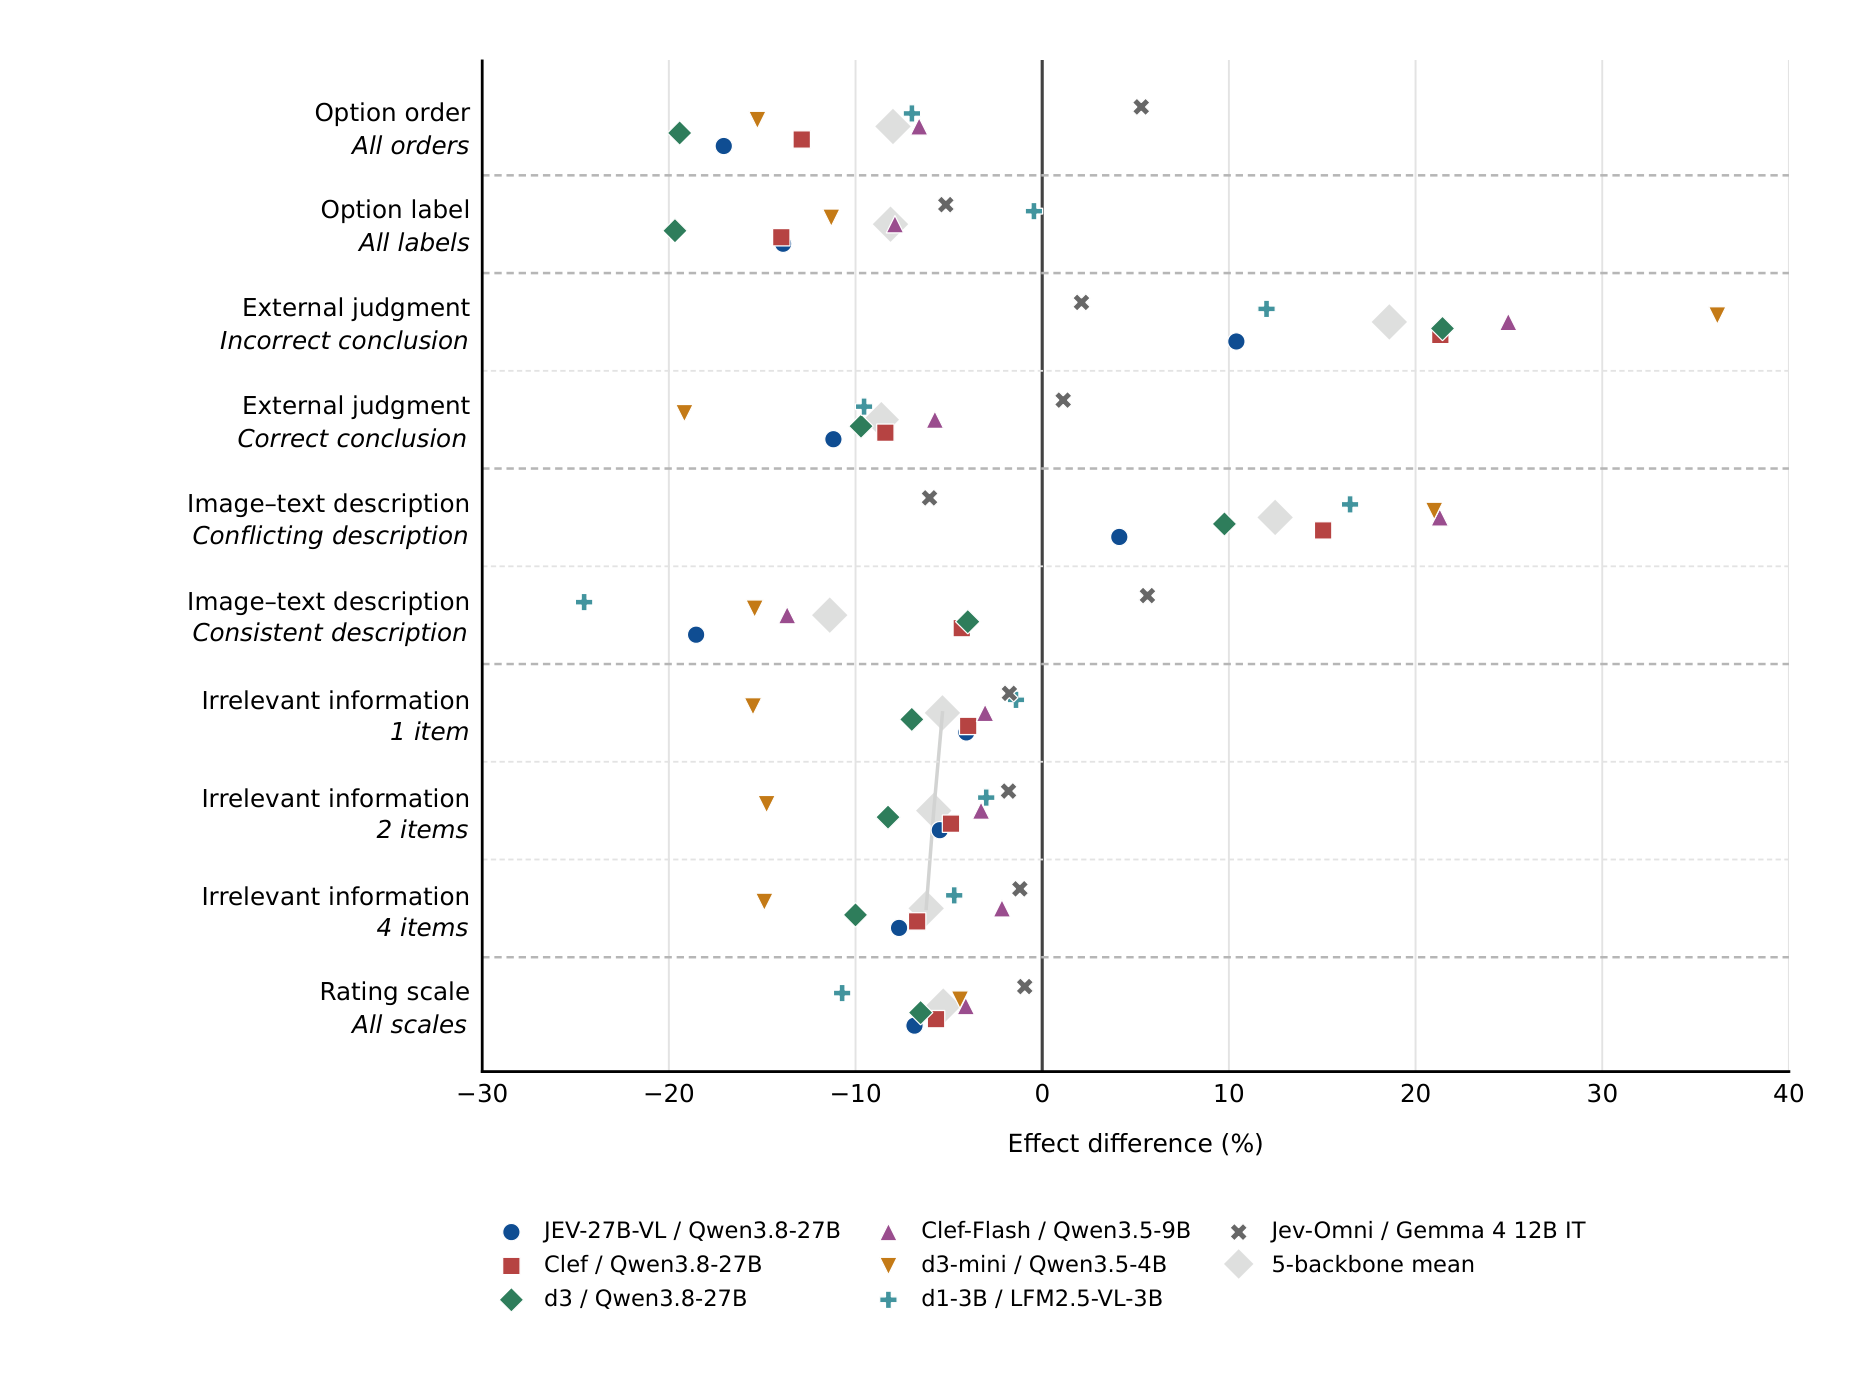 Option order
All orders
Option label
All labels
External judgment
Incorrect conclusion
External judgment
Correct conclusion
Image–text description
Conflicting description
Image–text description
Consistent description
Irrelevant information
1 item
Irrelevant information
2 items
Irrelevant information
4 items
Rating scale
All scales
−30 −20 −10 0 10 20 30 40
Effect difference (%)
JEV-27B-VL / Qwen3.8-27B
Clef / Qwen3.8-27B
d3 / Qwen3.8-27B
Clef-Flash / Qwen3.5-9B
d3-mini / Qwen3.5-4B
d1-3B / LFM2.5-VL-3B
Jev-Omni / Gemma 4 12B IT
5-backbone mean